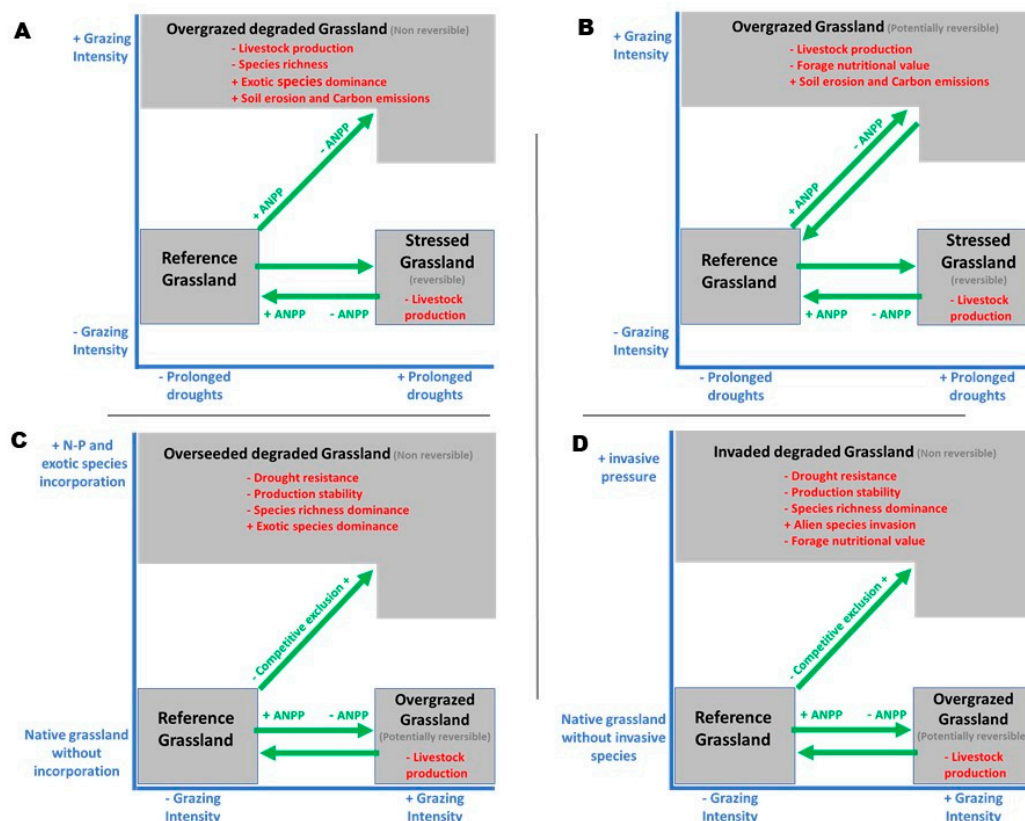 A
+ Grazing
Intensity
Overgrazed degraded Grassland (Non reversible)
- Livestock production
- Species richness
+ Exotic species dominance
+ Soil erosion and Carbon emissions
+ ANPP
- ANPP
Reference
Grassland
Stressed
Grassland
(reversible)
- Livestock
production
+ ANPP
- ANPP
- Grazing
Intensity
- Prolonged
droughts
+ Prolonged
droughts
B
+ Grazing
Intensity
Overgrazed Grassland (Potentially reversible)
- Livestock production
- Forage nutritional value
+ Soil erosion and Carbon emissions
+ ANPP
- ANPP
Reference
Grassland
Stressed
Grassland
(reversible)
- Livestock
production
+ ANPP
- ANPP
- Grazing
Intensity
- Prolonged
droughts
+ Prolonged
droughts
C
+ N-P and
exotic species
incorporation
Overseeded degraded Grassland (Non reversible)
- Drought resistance
- Production stability
- Species richness dominance
+ Exotic species dominance
- Competitive exclusion +
Reference
Grassland
+ ANPP
- ANPP
Overgrazed
Grassland
(Potentially reversible)
- Livestock
production
Native grassland
without
incorporation
- Grazing
Intensity
+ Grazing
Intensity
D
+ invasive
pressure
Invaded degraded Grassland (Non reversible)
- Drought resistance
- Production stability
- Species richness dominance
+ Alien species invasion
- Forage nutritional value
- Competitive exclusion +
Reference
Grassland
+ ANPP
- ANPP
Overgrazed
Grassland
(Potentially reversible)
- Livestock
production
Native grassland
without invasive
species
- Grazing
Intensity
+ Grazing
Intensity